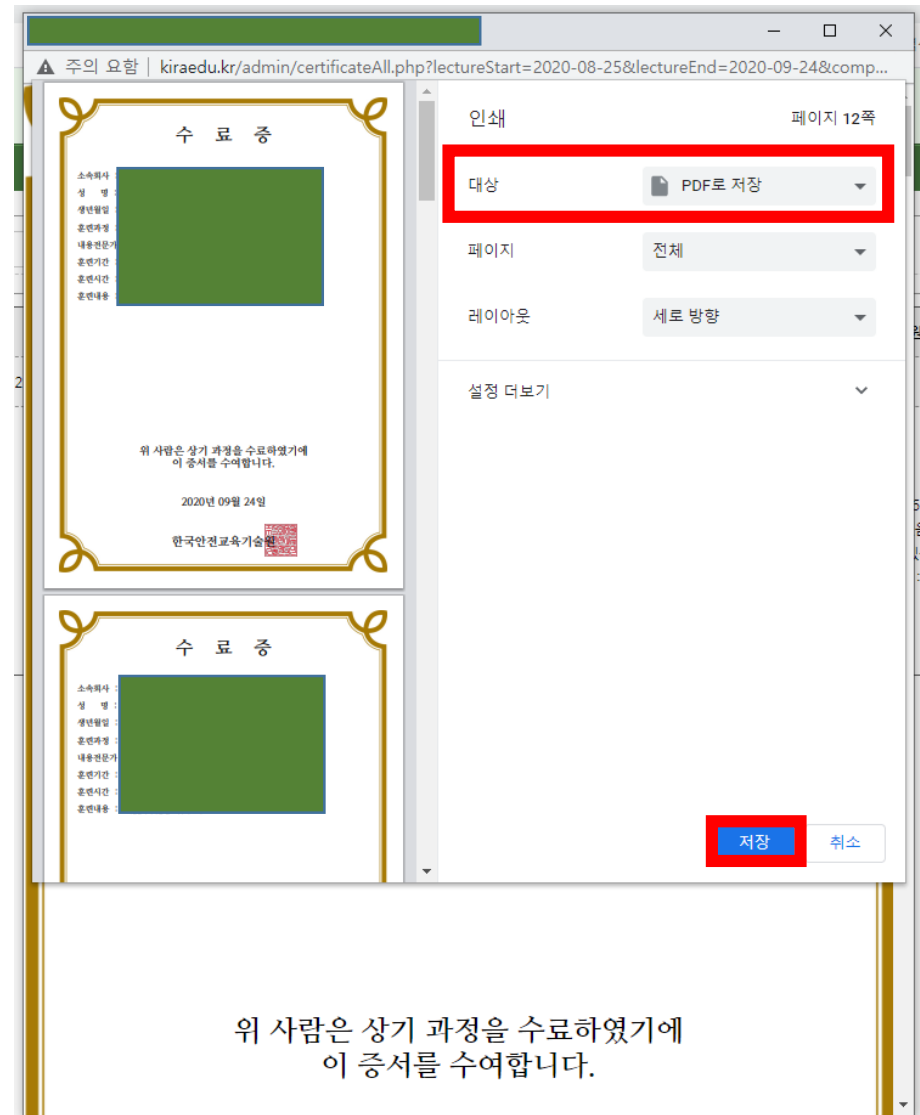 주의 요함 | kiraedu.kr/admin/certificateAll.php?lectureStart=2020-08-25&lectureEnd=2020-09-24&comp...
인쇄
페이지 12쪽
대상
PDF로 저장
페이지
전체
레이아웃
세로 방향
설정 더보기
저장
취소
수 료 증
소속회사 :
성 명 :
생년월일 :
훈련과정 :
내용전문가
훈련기간 :
훈련시간 :
훈련내용 :
위 사람은 상기 과정을 수료하였기에
이 증서를 수여합니다.
2020년 09월 24일
한국안전교육기술원
수 료 증
소속회사 :
성 명 :
생년월일 :
훈련과정 :
내용전문가
훈련기간 :
훈련시간 :
훈련내용 :
위 사람은 상기 과정을 수료하였기에
이 증서를 수여합니다.